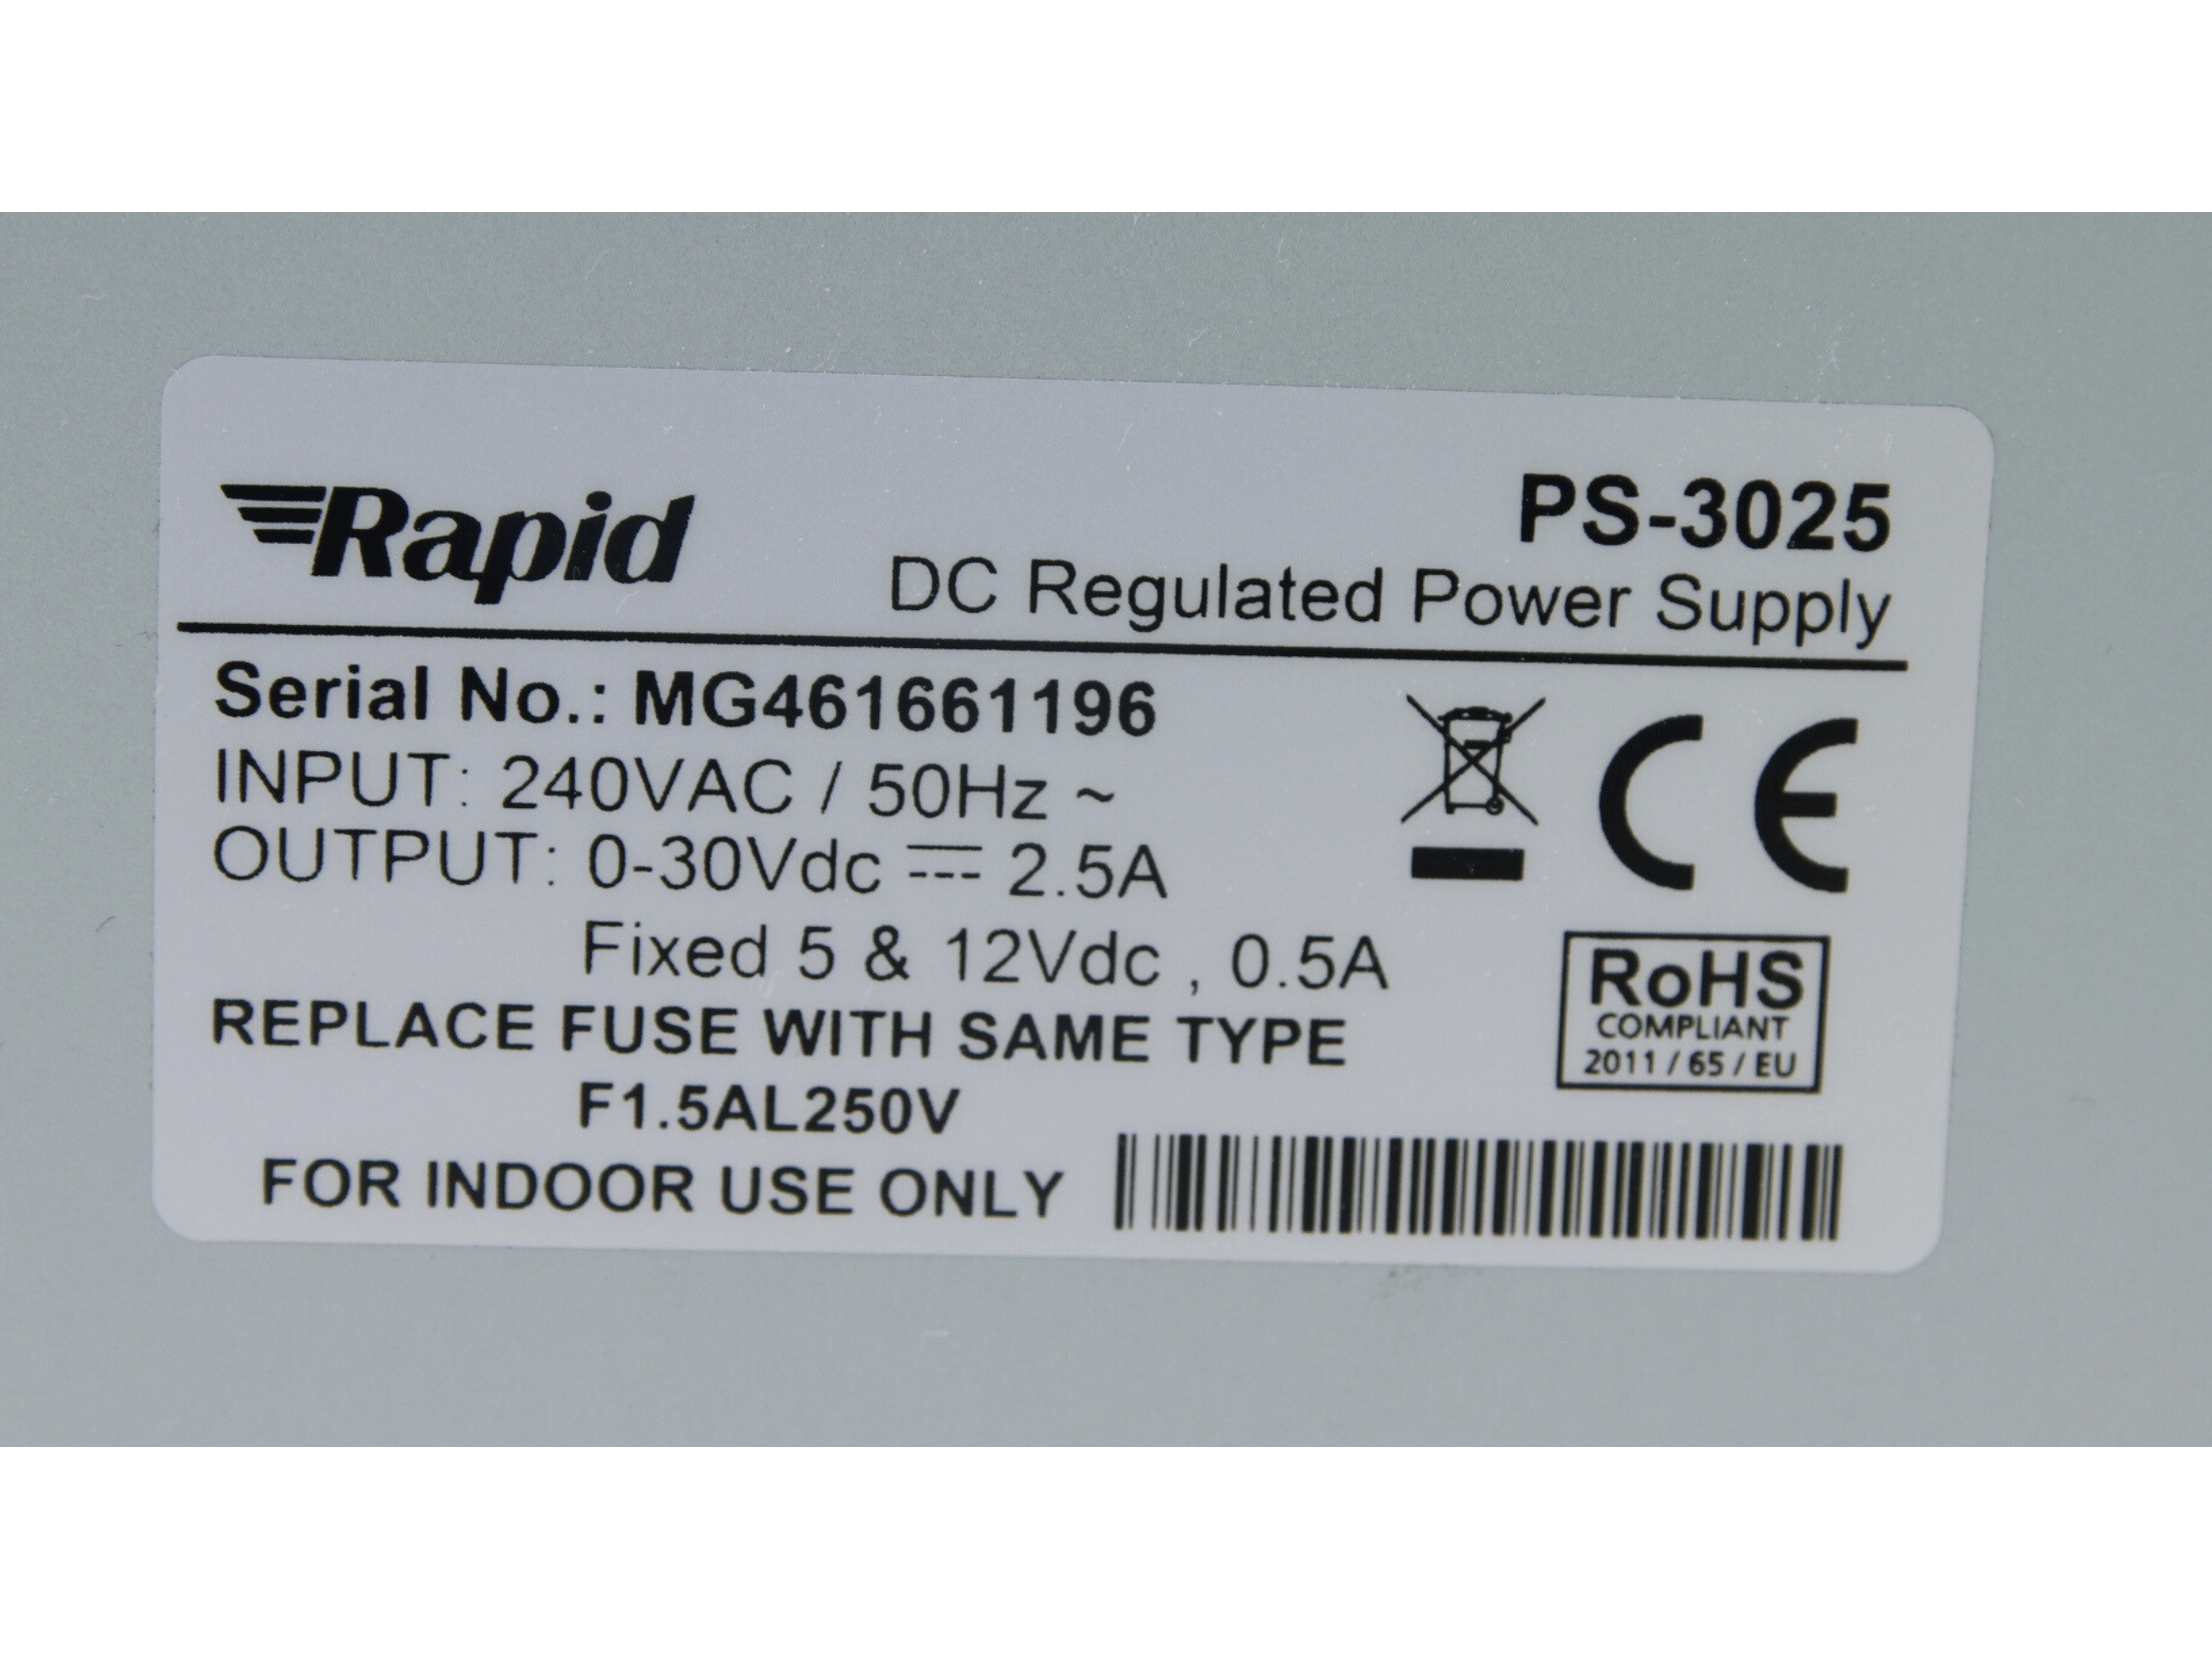 Rapid
PS-3025
DC Regulated Power Supply
Serial No.: MG461661196
INPUT: 240VAC / 50Hz ~
OUTPUT: 0-30Vdc ⎓ 2.5A
Fixed 5 & 12Vdc , 0.5A
REPLACE FUSE WITH SAME TYPE
F1.5AL250V
FOR INDOOR USE ONLY
CE
RoHS
COMPLIANT
2011 / 65 / EU